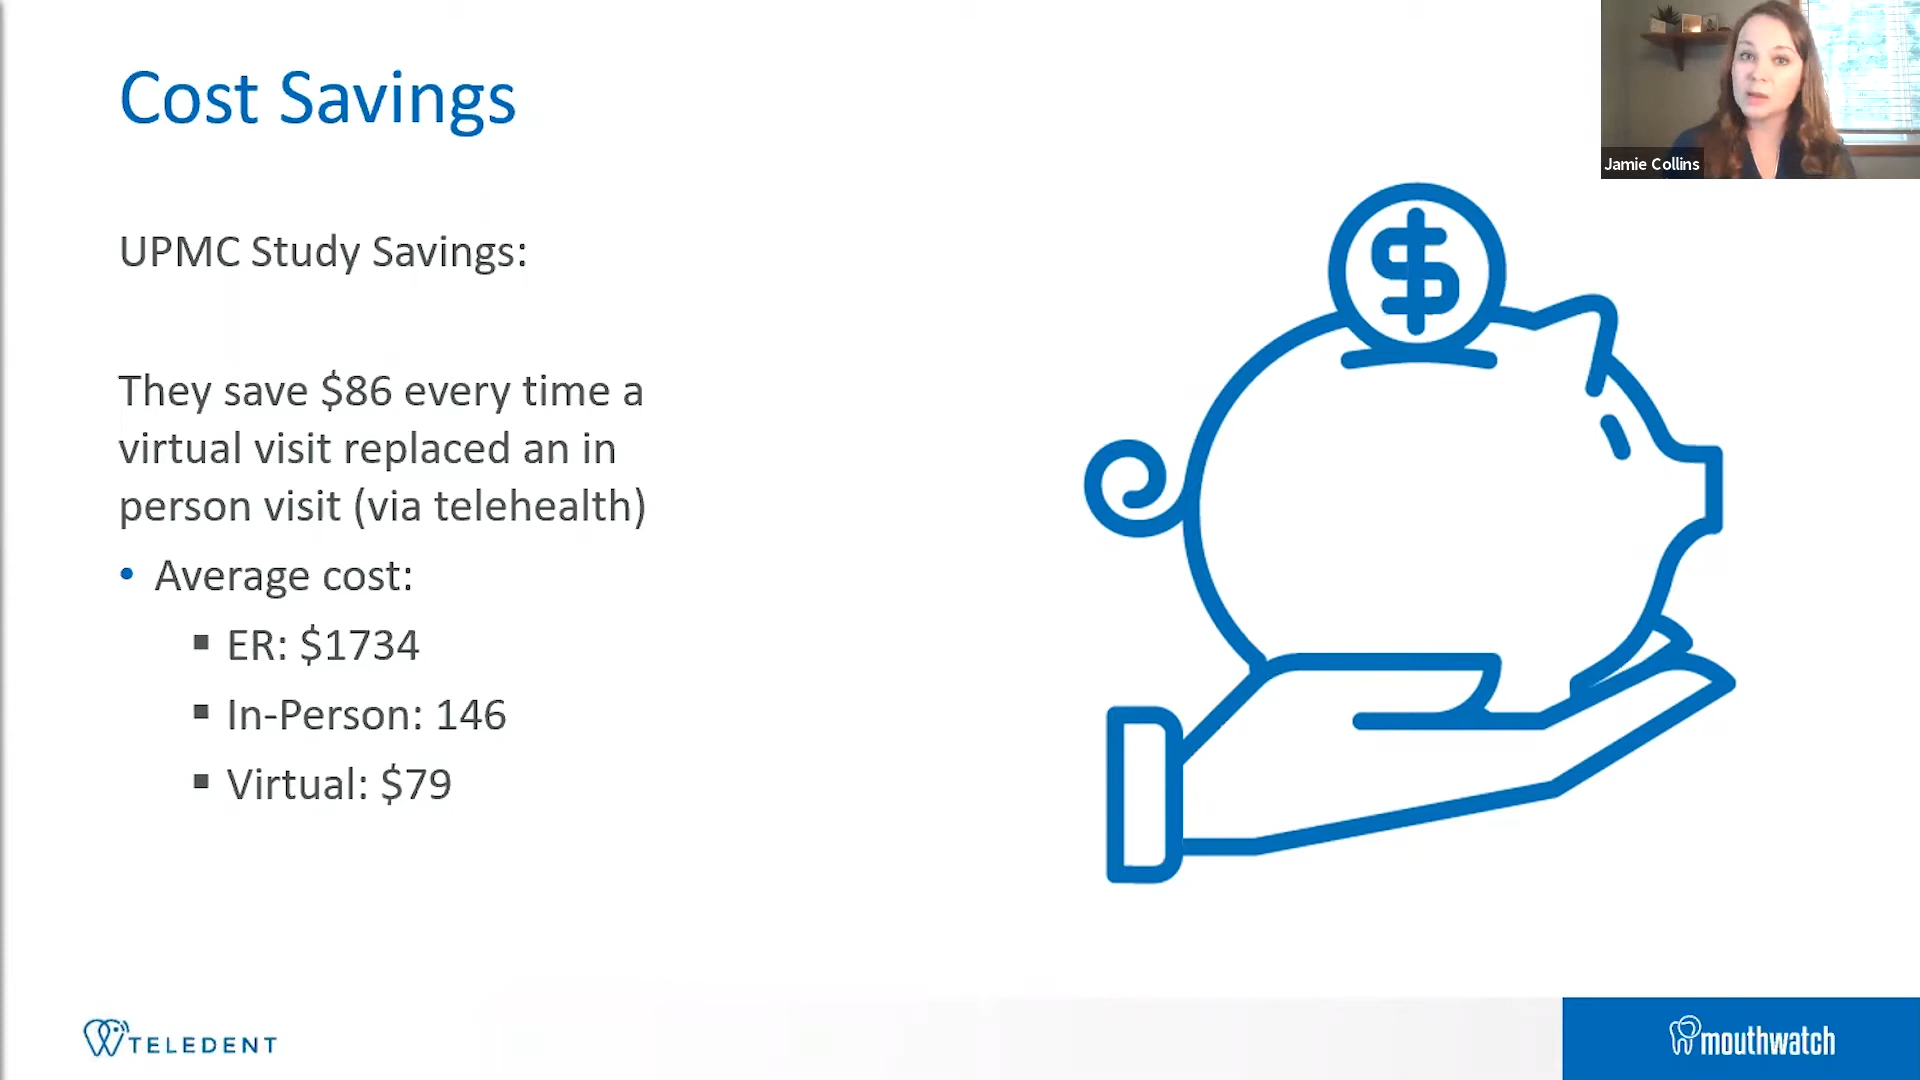 Cost Savings
Jamie Collins
UPMC Study Savings:
They save $86 every time a
virtual visit replaced an in
person visit (via telehealth)
• Average cost:
▪ ER: $1734
▪ In-Person: 146
▪ Virtual: $79
$
TELEDENT
mouthwatch